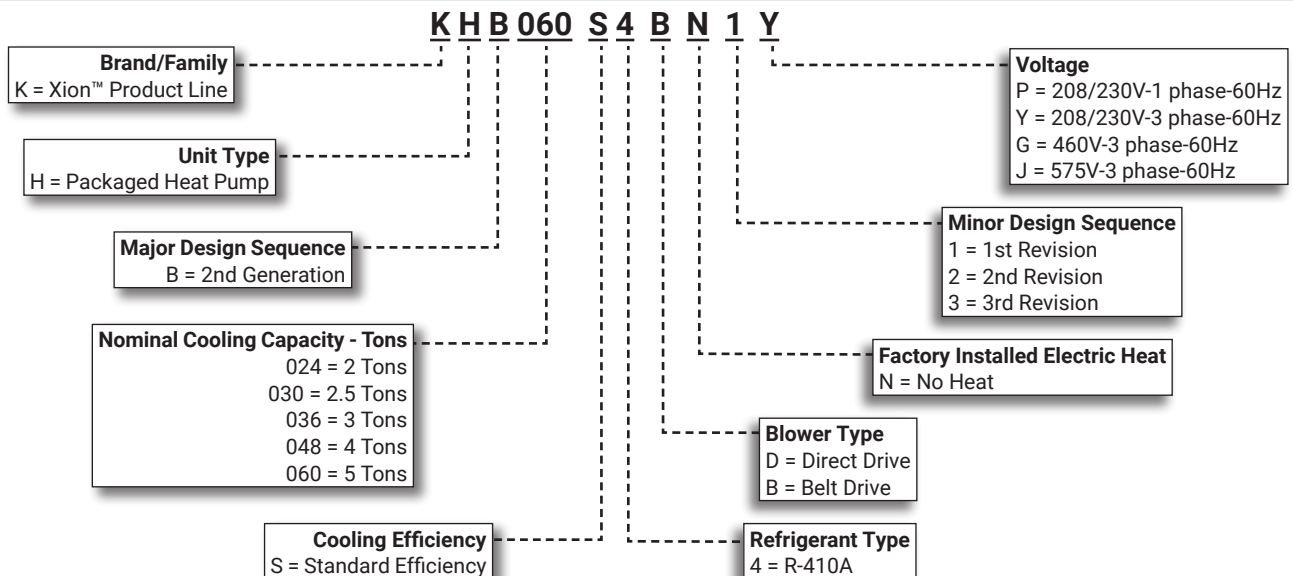 K H B 060 S 4 B N 1 Y
Brand/Family
K = Xion™ Product Line
Unit Type
H = Packaged Heat Pump
Major Design Sequence
B = 2nd Generation
Nominal Cooling Capacity - Tons
024 = 2 Tons
030 = 2.5 Tons
036 = 3 Tons
048 = 4 Tons
060 = 5 Tons
Cooling Efficiency
S = Standard Efficiency
Voltage
P = 208/230V-1 phase-60Hz
Y = 208/230V-3 phase-60Hz
G = 460V-3 phase-60Hz
J = 575V-3 phase-60Hz
Minor Design Sequence
1 = 1st Revision
2 = 2nd Revision
3 = 3rd Revision
Factory Installed Electric Heat
N = No Heat
Blower Type
D = Direct Drive
B = Belt Drive
Refrigerant Type
4 = R-410A